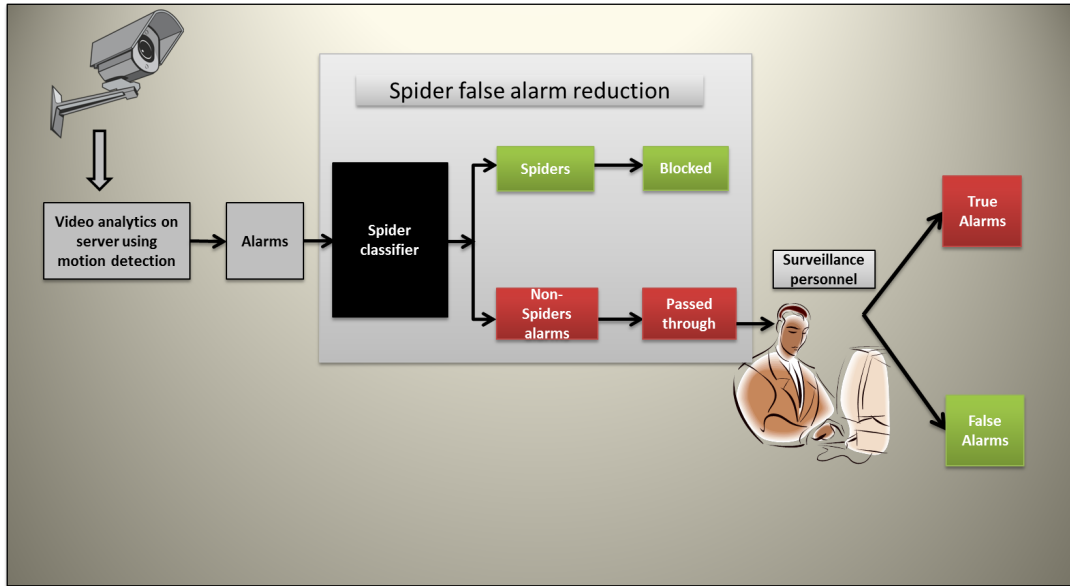 Spider false alarm reduction
Video analytics on
server using
motion detection
Alarms
Spider
classifier
Spiders
Blocked
Non-
Spiders
alarms
Passed
through
Surveillance
personnel
True
Alarms
False
Alarms